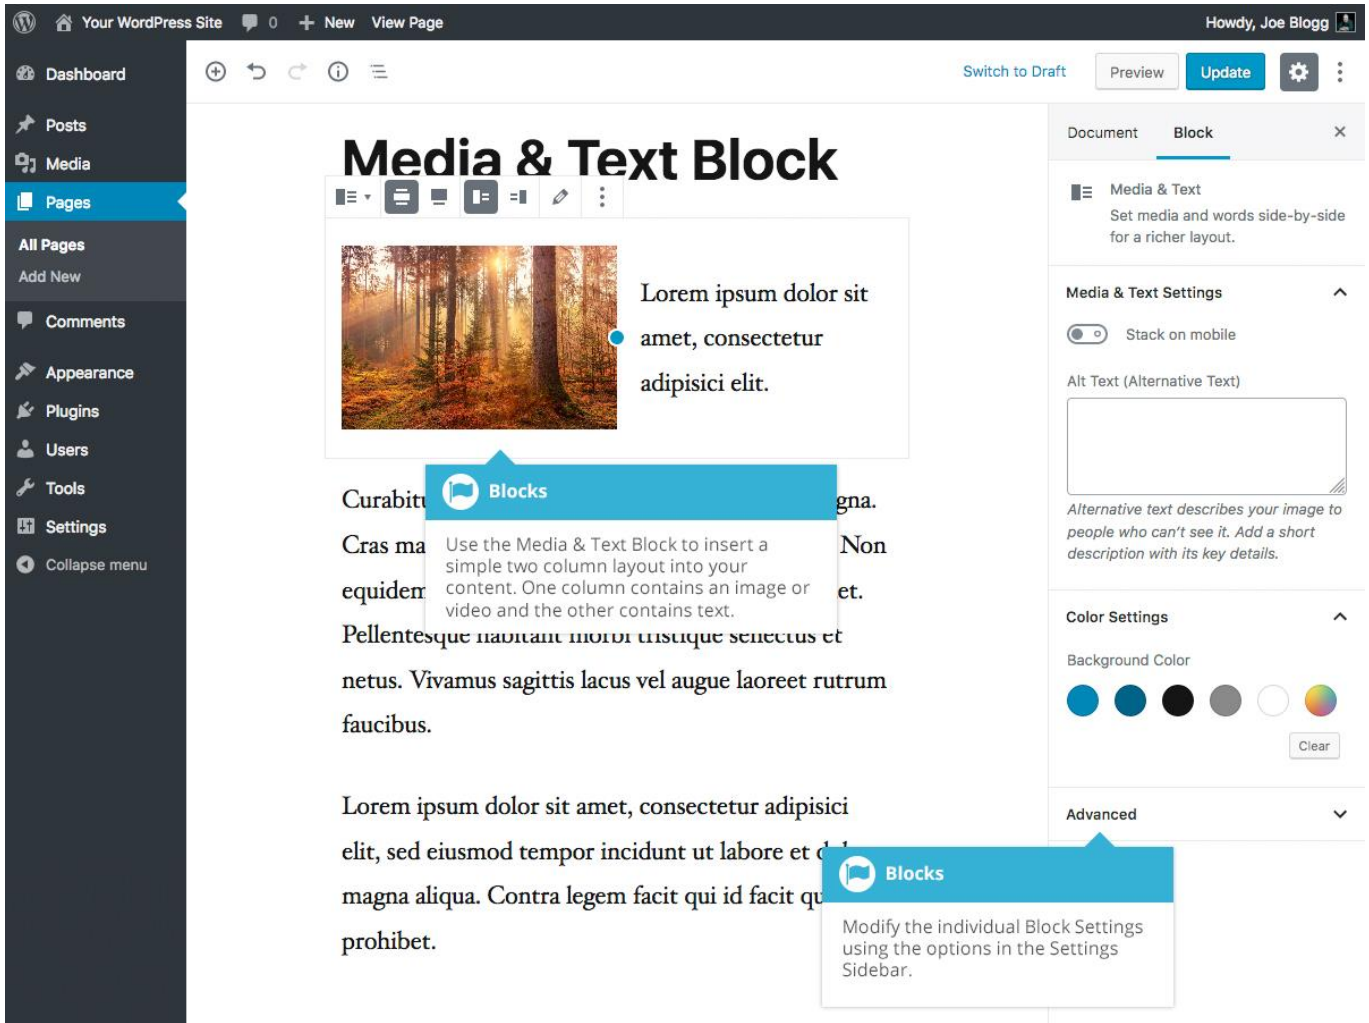 Your WordPress Site 0 + New View Page Howdy, Joe Blogg
Dashboard
Posts
Media
Pages
All Pages
Add New
Comments
Appearance
Plugins
Users
Tools
Settings
Collapse menu
Switch to Draft Preview Update
Media & Text Block
Lorem ipsum dolor sit
amet, consectetur
adipisici elit.
Blocks
Use the Media & Text Block to insert a
simple two column layout into your
content. One column contains an image or
video and the other contains text.
gna.
Cras Non
equidem et.
Pellentesque habitant morbi tristique senectus et
netus. Vivamus sagittis lacus vel augue laoreet rutrum
faucibus.
Lorem ipsum dolor sit amet, consectetur adipisici
elit, sed eiusmod tempor incidunt ut labore et
magna aliqua. Contra legem facit qui id facit
prohibet.
Document Block
Media & Text
Set media and words side-by-side
for a richer layout.
Media & Text Settings
Stack on mobile
Alt Text (Alternative Text)
Alternative text describes your image to
people who can't see it. Add a short
description with its key details.
Color Settings
Background Color
Clear
Advanced
Blocks
Modify the individual Block Settings
using the options in the Settings
Sidebar.